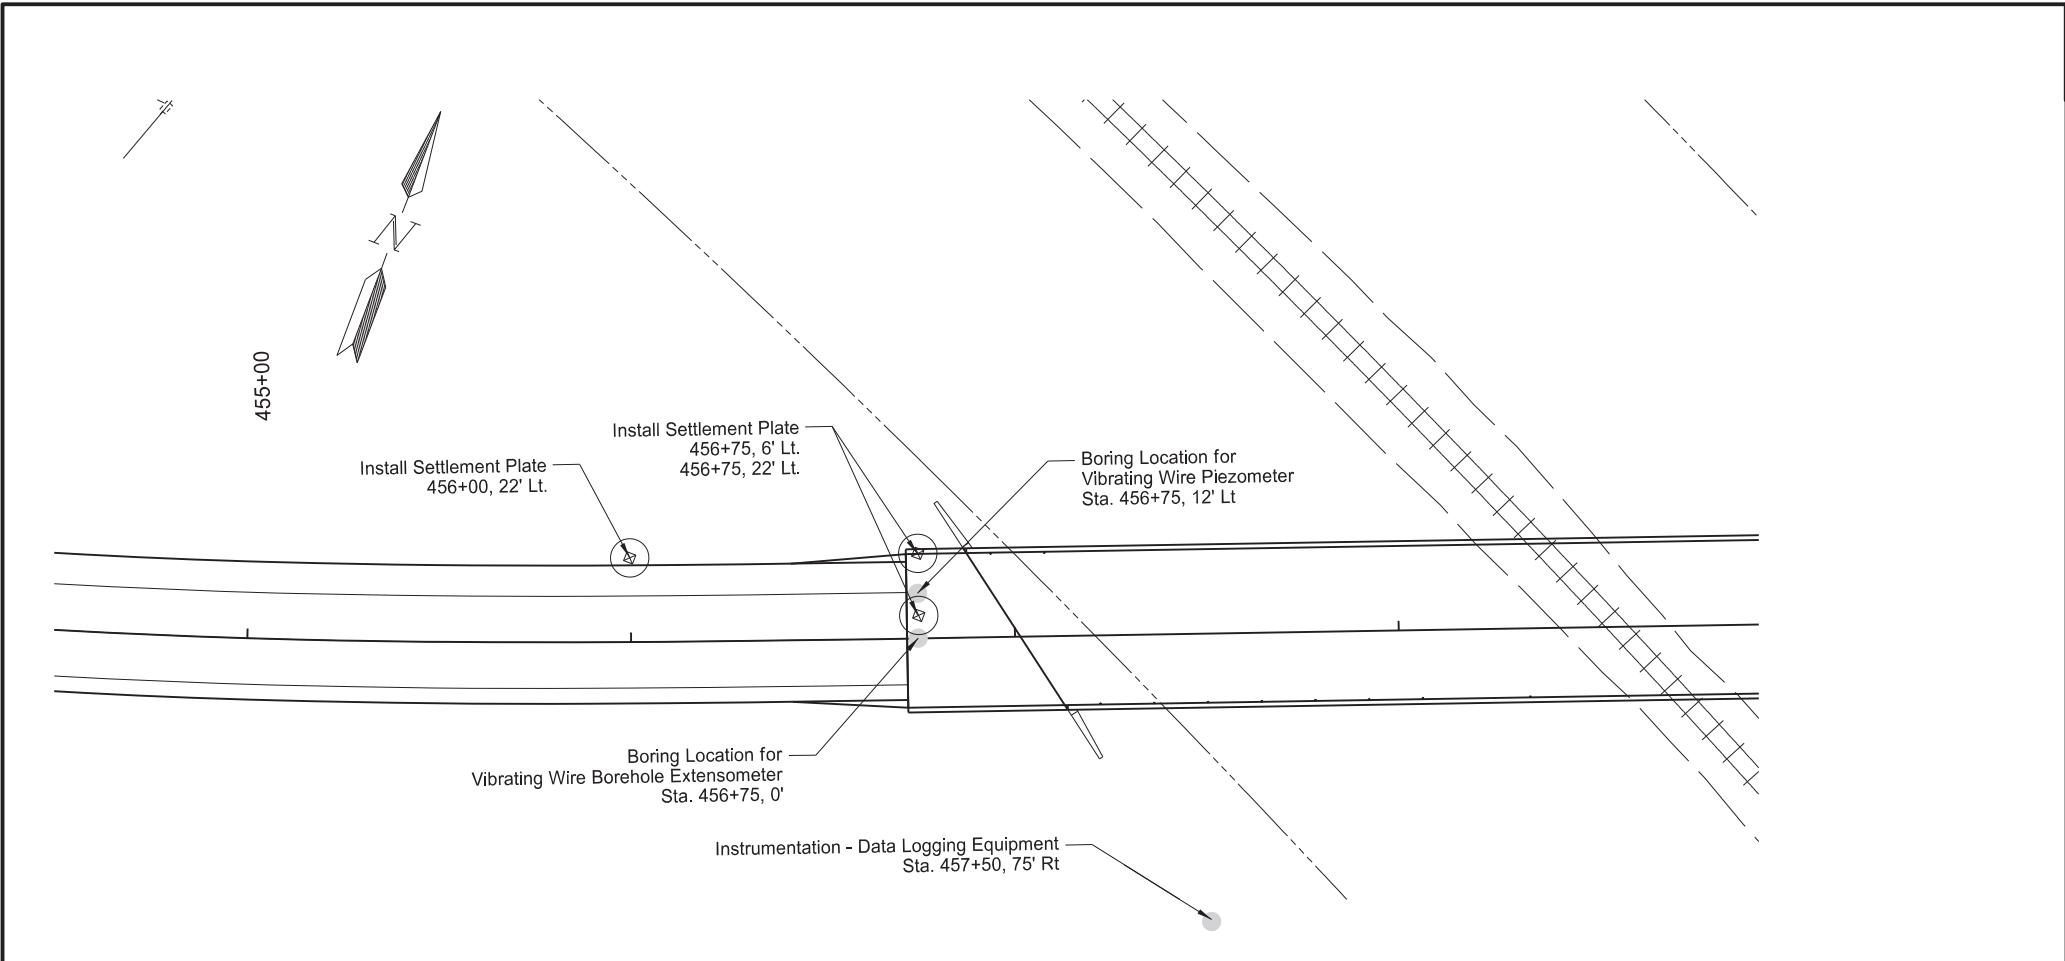 N
455+00
Install Settlement Plate
456+75, 6' Lt.
456+75, 22' Lt.
Install Settlement Plate
456+00, 22' Lt.
Boring Location for
Vibrating Wire Piezometer
Sta. 456+75, 12' Lt
Boring Location for
Vibrating Wire Borehole Extensometer
Sta. 456+75, 0'
Instrumentation - Data Logging Equipment
Sta. 457+50, 75' Rt